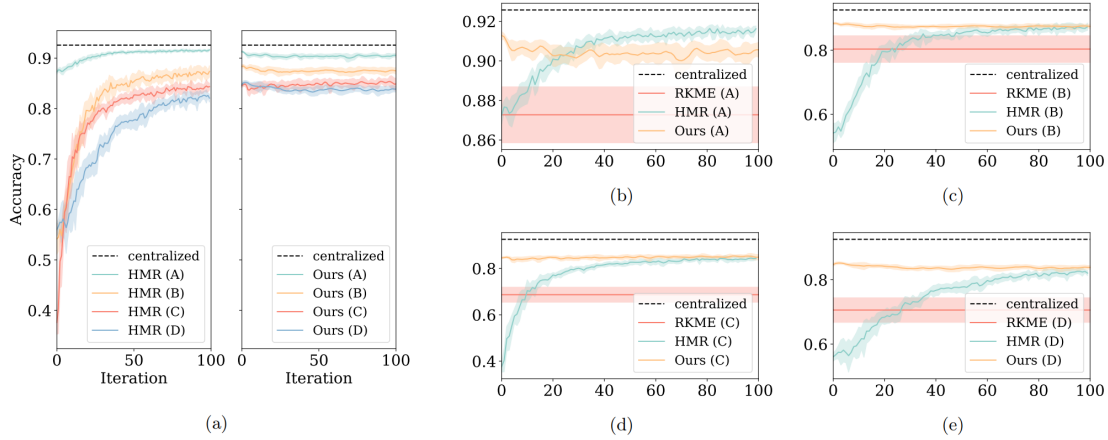 Accuracy
0.9
0.8
0.7
0.6
0.5
0.4
centralized
HMR (A)
HMR (B)
HMR (C)
HMR (D)
0
50
100
Iteration
centralized
Ours (A)
Ours (B)
Ours (C)
Ours (D)
0
50
100
Iteration
(a)
0.92
0.90
0.88
0.86
centralized
RKME (A)
HMR (A)
Ours (A)
0 20 40 60 80 100
(b)
0.8
0.6
centralized
RKME (B)
HMR (B)
Ours (B)
0 20 40 60 80 100
(c)
0.8
0.6
0.4
centralized
RKME (C)
HMR (C)
Ours (C)
0 20 40 60 80 100
(d)
0.8
0.6
centralized
RKME (D)
HMR (D)
Ours (D)
0 20 40 60 80 100
(e)